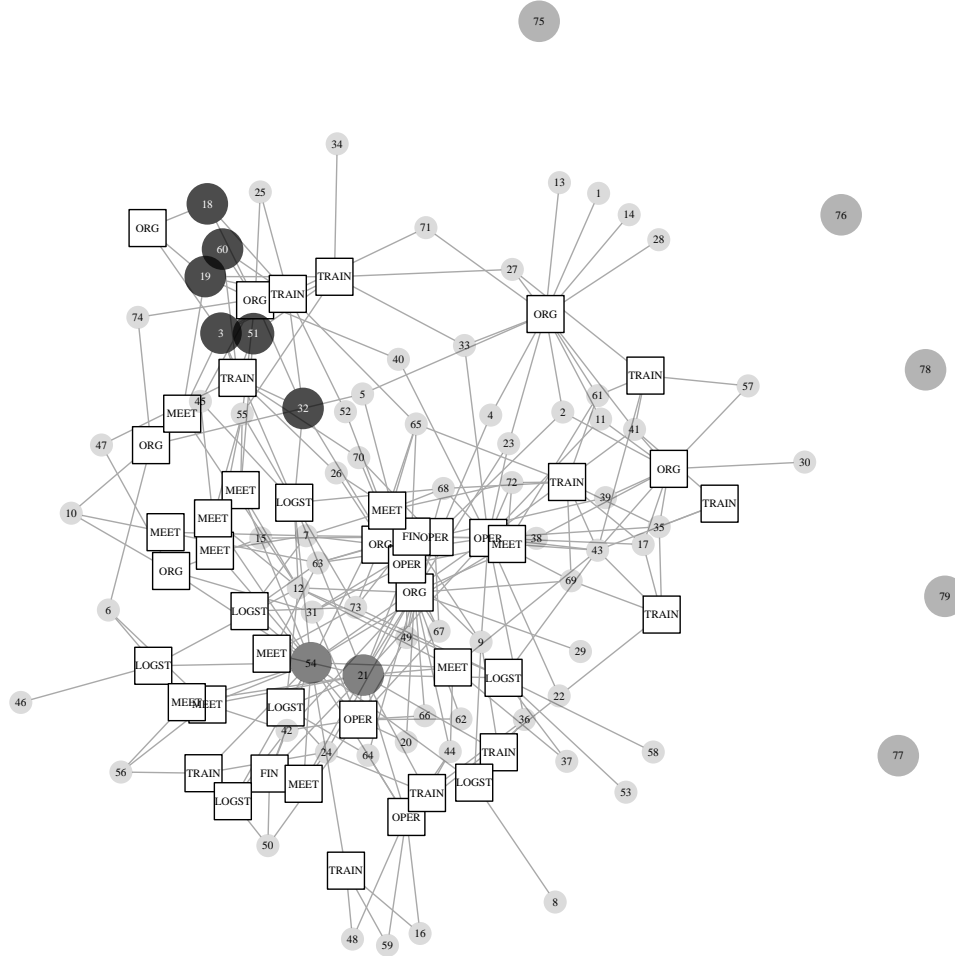 75
34
13
1
25
18
14
76
ORG
71
28
60
27
19
TRAIN
TRAIN
ORG
ORG
74
3
51
33
40
78
TRAIN
TRAIN
57
5
61
45
32
52
2
MEET
55
4
11
65
41
47
ORG
23
70
30
26
ORG
72
TRAIN
68
MEET
39
LOGST
TRAIN
MEET
10
MEET
35
MEET
7
15
FIN
OPER
OPER
38
ORG
MEET
17
43
MEET
63
OPER
ORG
69
12
ORG
79
73
6
LOGST
31
TRAIN
67
49
9
29
MEET
54
LOGST
MEET
21
LOGST
22
46
MEET
MEET
LOGST
66
62
OPER
36
42
20
44
24
64
TRAIN
58
77
37
56
TRAIN
FIN
MEET
LOGST
53
TRAIN
LOGST
OPER
50
TRAIN
8
16
48
59